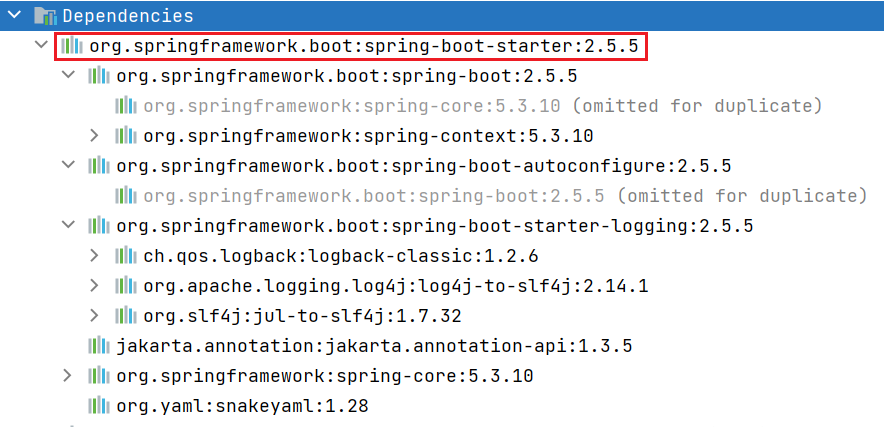 Dependencies
org.springframework.boot:spring-boot-starter:2.5.5
org.springframework.boot:spring-boot:2.5.5
org.springframework:spring-core:5.3.10 (omitted for duplicate)
org.springframework:spring-context:5.3.10
org.springframework.boot:spring-boot-autoconfigure:2.5.5
org.springframework.boot:spring-boot:2.5.5 (omitted for duplicate)
org.springframework.boot:spring-boot-starter-logging:2.5.5
ch.qos.logback:logback-classic:1.2.6
org.apache.logging.log4j:log4j-to-slf4j:2.14.1
org.slf4j:jul-to-slf4j:1.7.32
jakarta.annotation:jakarta.annotation-api:1.3.5
org.springframework:spring-core:5.3.10
org.yaml:snakeyaml:1.28